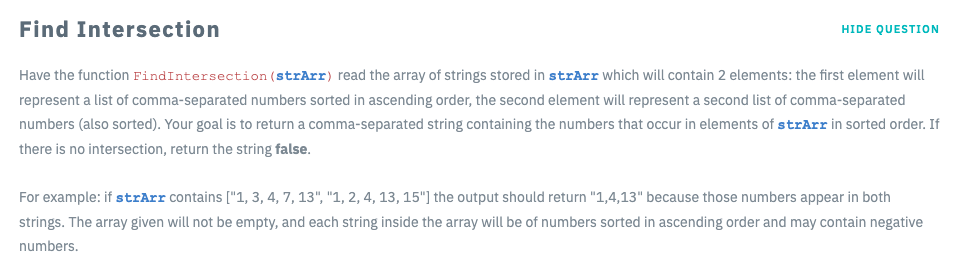 Find Intersection
HIDE QUESTION
Have the function FindIntersection(strArr) read the array of strings stored in strArr which will contain 2 elements: the first element will
represent a list of comma-separated numbers sorted in ascending order, the second element will represent a second list of comma-separated
numbers (also sorted). Your goal is to return a comma-separated string containing the numbers that occur in elements of strArr in sorted order. If
there is no intersection, return the string false.
For example: if strArr contains ["1, 3, 4, 7, 13", "1, 2, 4, 13, 15"] the output should return "1,4,13" because those numbers appear in both
strings. The array given will not be empty, and each string inside the array will be of numbers sorted in ascending order and may contain negative
numbers.